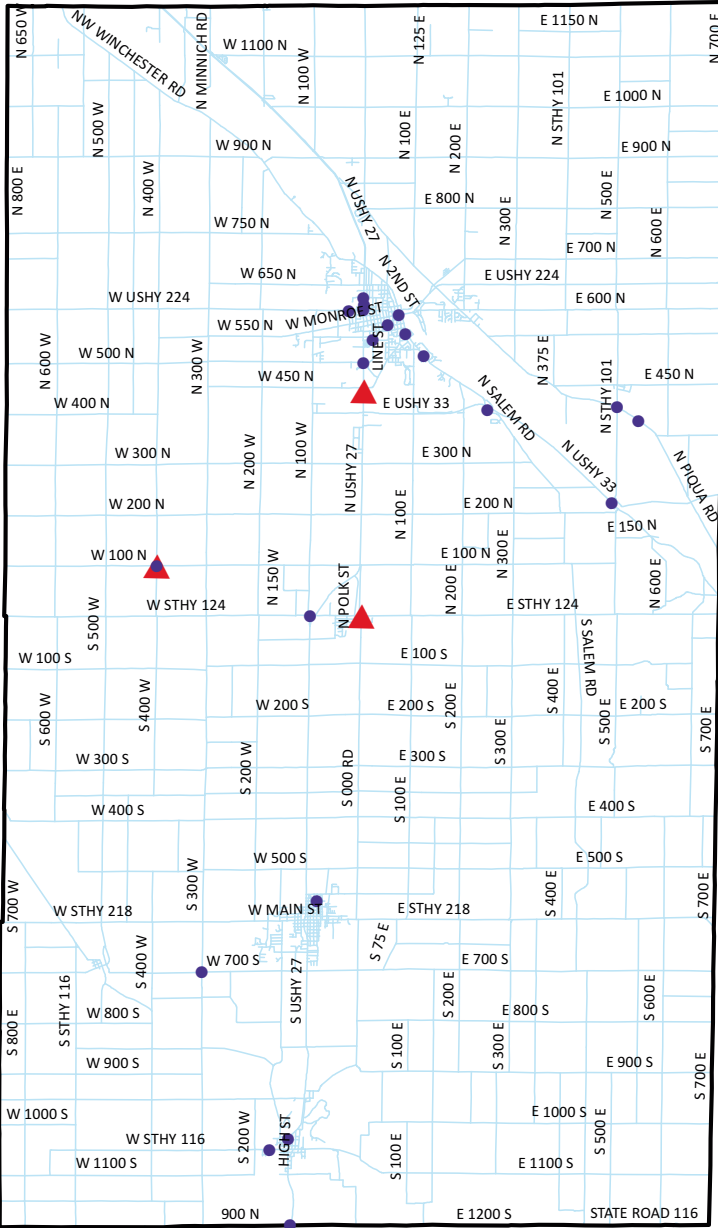 N 650 W
NW WINCHESTER RD
N MINNICH RD
W 1100 N
N 100 W
N 125 E
E 1150 N
N 700 E
N 500 W
N STHY 101
E 1000 N
W 900 N
N 100 E
N 200 E
E 900 N
N 800 E
N 400 W
N USHY 27
E 800 N
N 300 E
N 500 E
N 600 E
W 750 N
E 700 N
W 650 N
N 2ND ST
E USHY 224
W USHY 224
E 600 N
W 550 N
W MONROE ST
LINE ST
N 600 W
W 500 N
N 300 W
N 375 E
W 450 N
E 450 N
W 400 N
E USHY 33
N SALEM RD
N STHY 101
W 300 N
N 200 W
N 100 W
N USHY 27
E 300 N
N USHY 33
N PIQUA RD
W 200 N
N 100 E
E 200 N
E 150 N
W 100 N
N 150 W
N POLK ST
E 100 N
N 300 E
N 200 E
N 600 E
S 500 W
W STHY 124
E STHY 124
W 100 S
E 100 S
S SALEM RD
S 600 W
S 400 W
W 200 S
E 200 S
S 200 E
S 400 E
S 500 E
E 200 S
S 700 E
W 300 S
S 200 W
S 000 RD
E 300 S
S 300 E
S 100 E
W 400 S
E 400 S
W 500 S
E 500 S
S 700 W
S 300 W
S 400 E
S 700 E
W STHY 218
W MAIN ST
E STHY 218
S 400 W
W 700 S
S 75 E
E 700 S
S 800 E
S STHY 116
W 800 S
S USHY 27
S 200 E
E 800 S
S 600 E
W 900 S
S 100 E
S 300 E
E 900 S
S 700 E
W 1000 S
E 1000 S
W STHY 116
S 200 W
HIGH ST
S 500 E
W 1100 S
S 100 E
E 1100 S
900 N
E 1200 S
STATE ROAD 116